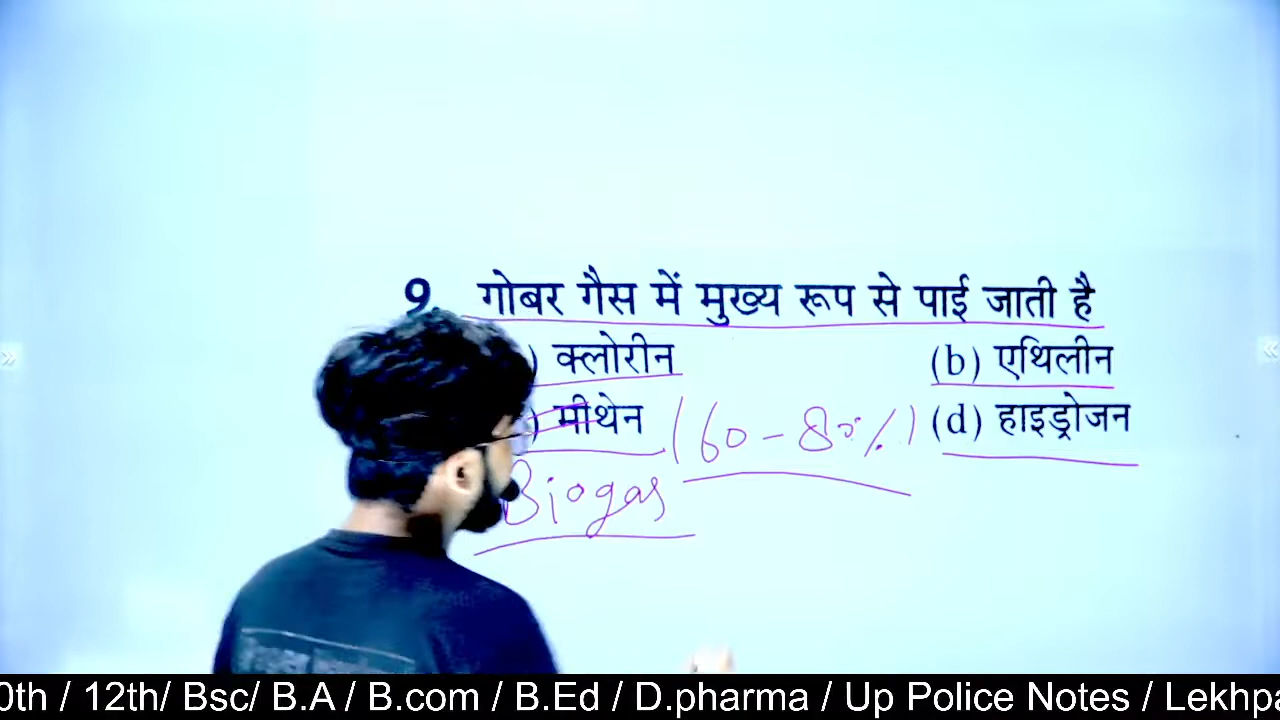 9. गोबर गैस में मुख्य रूप से पाई जाती है
) क्लोरीन (b) एथिलीन
) मीथेन (60-80%) (d) हाइड्रोजन
Biogas
0th / 12th/ Bsc/ B.A / B.com / B.Ed / D.pharma / Up Police Notes / Lekhpa